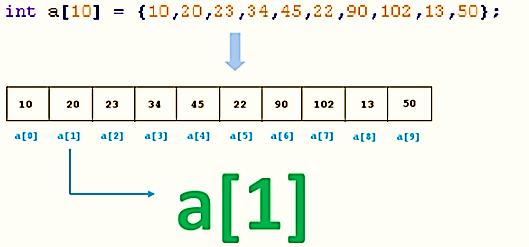 int a[10] = {10,20,23,34,45,22,90,102,13,50};
10 20 23 34 45 22 90 102 13 50
a[0] a[1] a[2] a[3] a[4] a[5] a[6] a[7] a[8] a[9]
a[1]